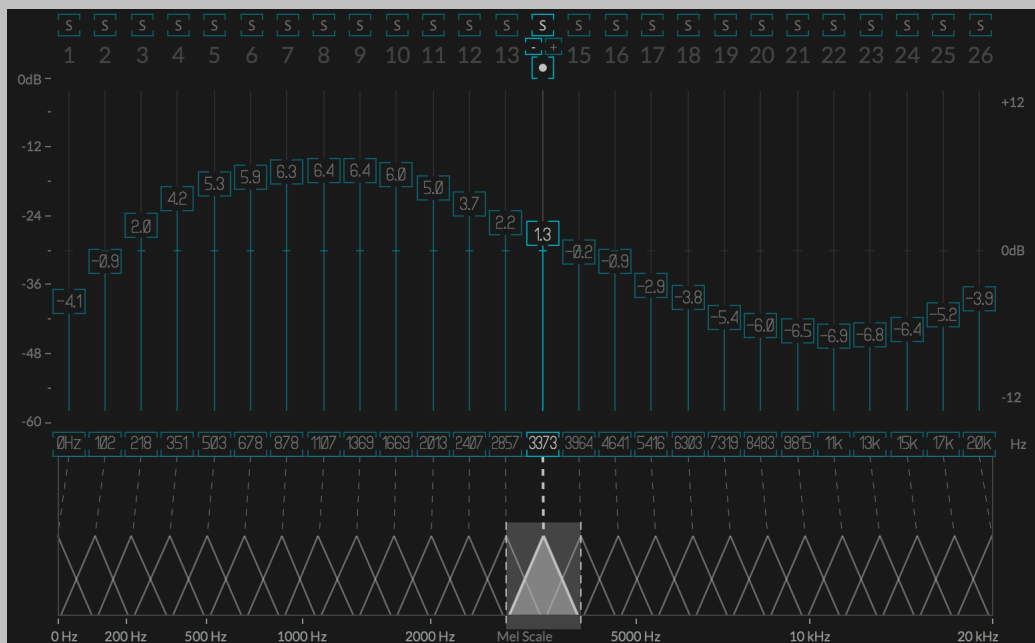 S S S S S S S S S S S S S S S S S S S S S S S S S S
- +
1 2 3 4 5 6 7 8 9 10 11 12 13 15 16 17 18 19 20 21 22 23 24 25 26
0dB
+12
-12
6.3 6.4 6.4 6.0
5.3 5.9 5.0
4.2 3.7
2.0 2.2
-24
1.3
-0.9 -0.2 -0.9 0dB
-36 -2.9
-4.1 -3.8 -3.9
-5.4 -6.0 -6.5 -6.9 -6.8 -6.4 -5.2
-48
-12
-60
0Hz 102 218 351 503 678 878 1107 1369 1669 2013 2407 2857 3373 3964 4641 5416 6303 7319 8483 9815 11k 13k 15k 17k 20k Hz
0 Hz 200 Hz 500 Hz 1000 Hz 2000 Hz Mel Scale 5000 Hz 10 kHz 20 kHz